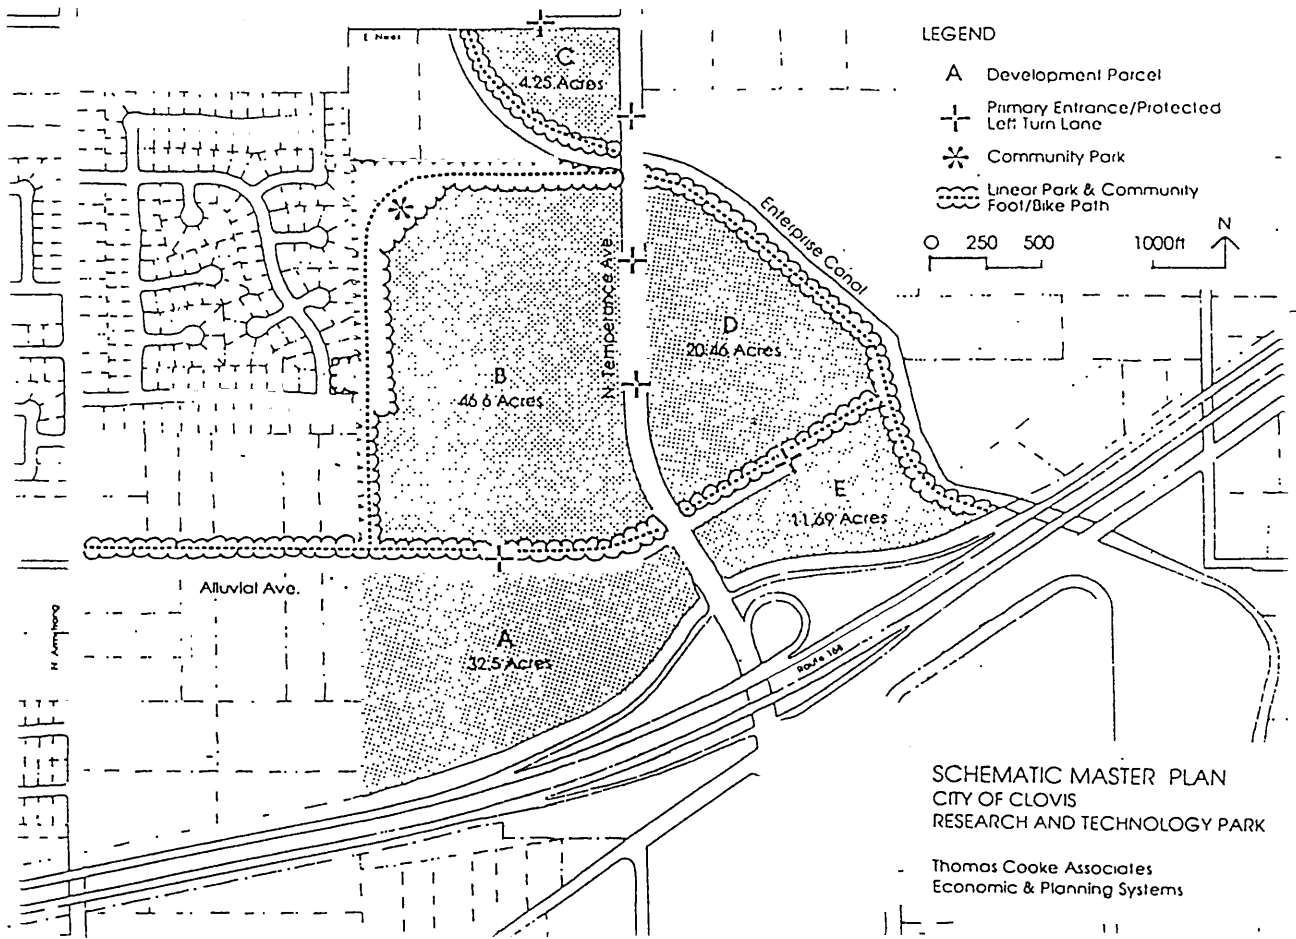 E Nees
C
4.25 Acres
LEGEND
A Development Parcel
Primary Entrance/Protected
Left Turn Lane
Community Park
Linear Park & Community
Foot/Bike Path
O 250 500 1000ft
N
Enterprise Canal
N. Temperance Ave.
D
20.46 Acres
B
46.6 Acres
E
11.69 Acres
Alluvial Ave.
N Armstrong
A
32.5 Acres
Route 168
SCHEMATIC MASTER PLAN
CITY OF CLOVIS
RESEARCH AND TECHNOLOGY PARK
Thomas Cooke Associates
Economic & Planning Systems